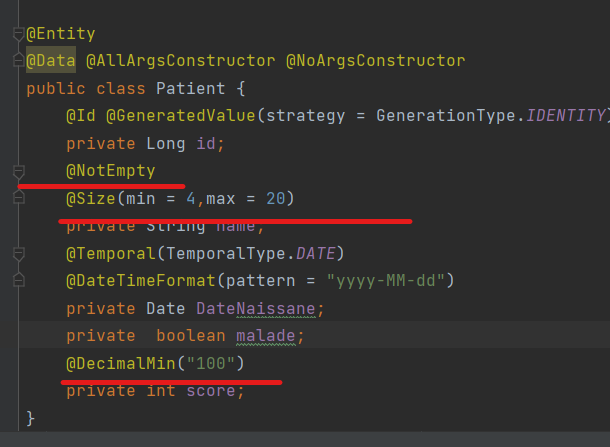 @Entity
@Data @AllArgsConstructor @NoArgsConstructor
public class Patient {
@Id @GeneratedValue(strategy = GenerationType.IDENTITY)
private Long id;
@NotEmpty
@Size(min = 4,max = 20)
private String name;
@Temporal(TemporalType.DATE)
@DateTimeFormat(pattern = "yyyy-MM-dd")
private Date DateNaissane;
private  boolean malade;
@DecimalMin("100")
private int score;
}